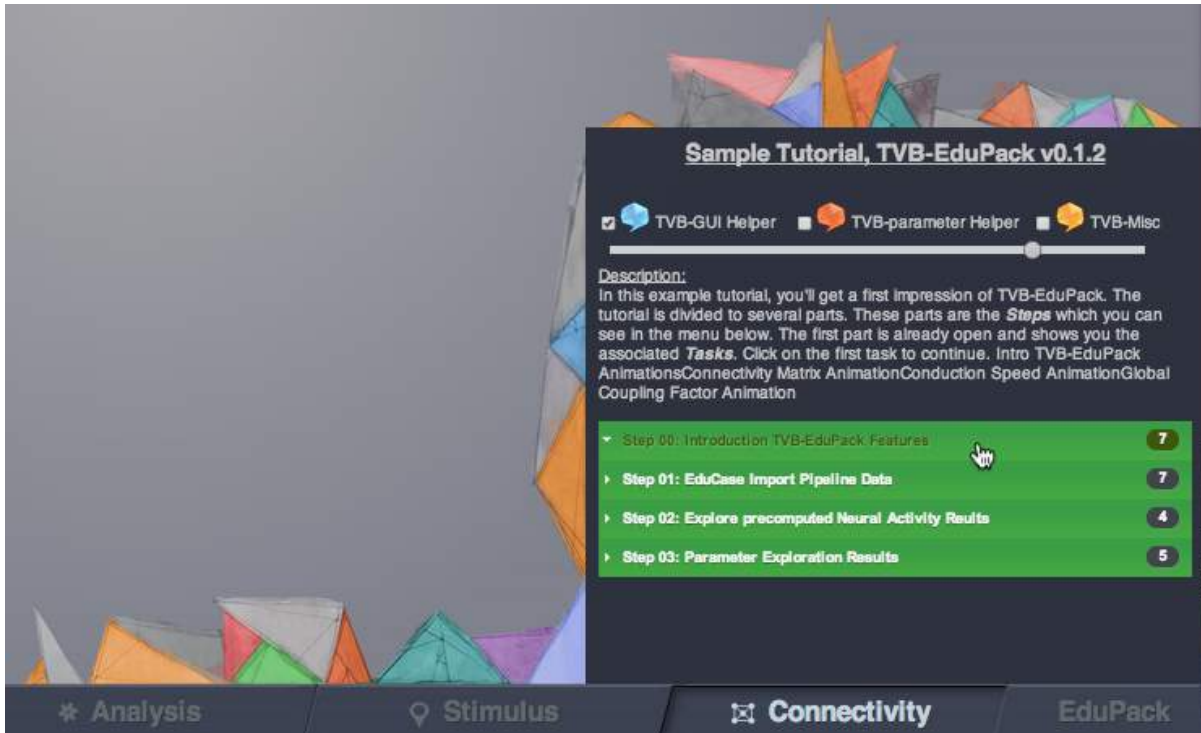 Sample Tutorial, TVB-EduPack v0.1.2
TVB-GUI Helper TVB-parameter Helper TVB-Misc
Description:
In this example tutorial, you'll get a first impression of TVB-EduPack. The
tutorial is divided to several parts. These parts are the Steps which you can
see in the menu below. The first part is already open and shows you the
associated Tasks. Click on the first task to continue. Intro TVB-EduPack
AnimationsConnectivity Matrix AnimationConduction Speed AnimationGlobal
Coupling Factor Animation
Step 00: Introduction TVB-EduPack Features 7
Step 01: EduCase Import Pipeline Data 7
Step 02: Explore precomputed Neural Activity Reults 4
Step 03: Parameter Exploration Results 5
Analysis Stimulus Connectivity EduPack